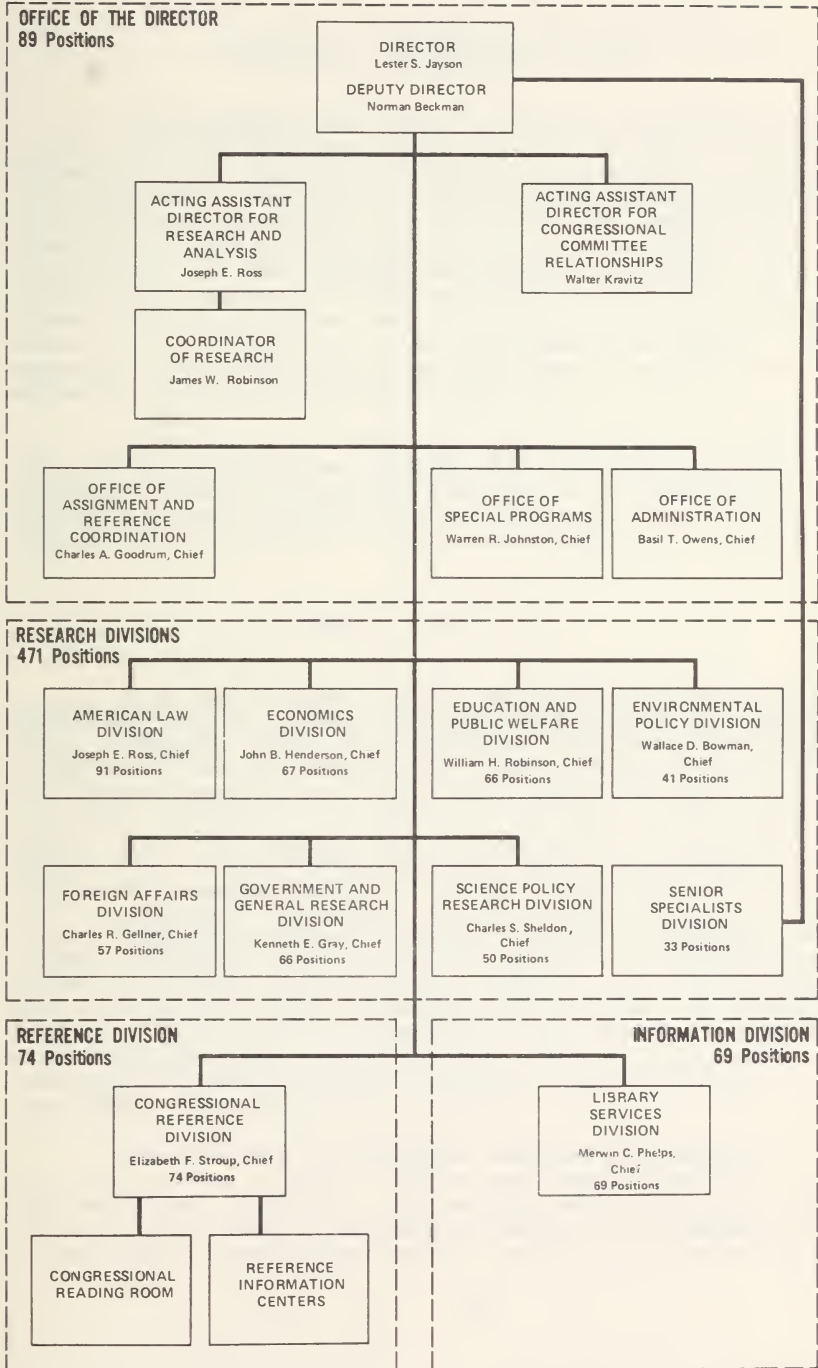 OFFICE OF THE DIRECTOR
89 Positions
DIRECTOR
Lester S. Jayson
DEPUTY DIRECTOR
Norman Beckman
ACTING ASSISTANT
DIRECTOR FOR
RESEARCH AND
ANALYSIS
Joseph E. Ross
ACTING ASSISTANT
DIRECTOR FOR
CONGRESSIONAL
COMMITTEE
RELATIONSHIPS
Walter Kravitz
COORDINATOR
OF RESEARCH
James W. Robinson
OFFICE OF
ASSIGNMENT AND
REFERENCE
COORDINATION
Charles A. Goodrum, Chief
OFFICE OF
SPECIAL PROGRAMS
Warren R. Johnston, Chief
OFFICE OF
ADMINISTRATION
Basil T. Owens, Chief
RESEARCH DIVISIONS
471 Positions
AMERICAN LAW
DIVISION
Joseph E. Ross, Chief
91 Positions
ECONOMICS
DIVISION
John B. Henderson, Chief
67 Positions
EDUCATION AND
PUBLIC WELFARE
DIVISION
William H. Robinson, Chief
66 Positions
ENVIRONMENTAL
POLICY DIVISION
Wallace D. Bowman,
Chief
41 Positions
FOREIGN AFFAIRS
DIVISION
Charles R. Gellner, Chief
57 Positions
GOVERNMENT AND
GENERAL RESEARCH
DIVISION
Kenneth E. Gray, Chief
66 Positions
SCIENCE POLICY
RESEARCH DIVISION
Charles S. Sheldon,
Chief
50 Positions
SENIOR
SPECIALISTS
DIVISION
33 Positions
REFERENCE DIVISION
74 Positions
CONGRESSIONAL
REFERENCE
DIVISION
Elizabeth F. Stroup, Chief
74 Positions
CONGRESSIONAL
READING ROOM
REFERENCE
INFORMATION
CENTERS
INFORMATION DIVISION
69 Positions
LIBRARY
SERVICES
DIVISION
Merwin C. Phelps,
Chief
69 Positions